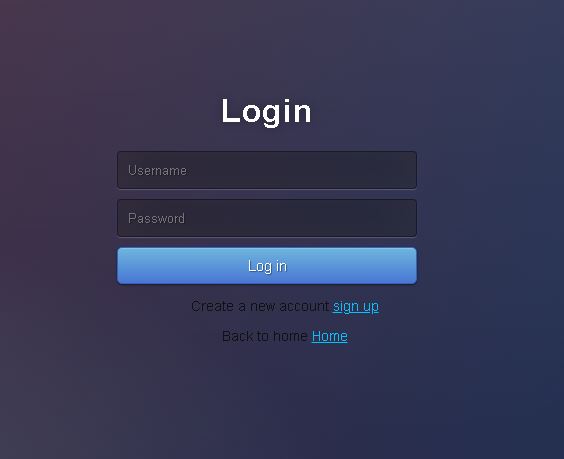 Login
Username
Password
Log in
Create a new account sign up
Back to home Home